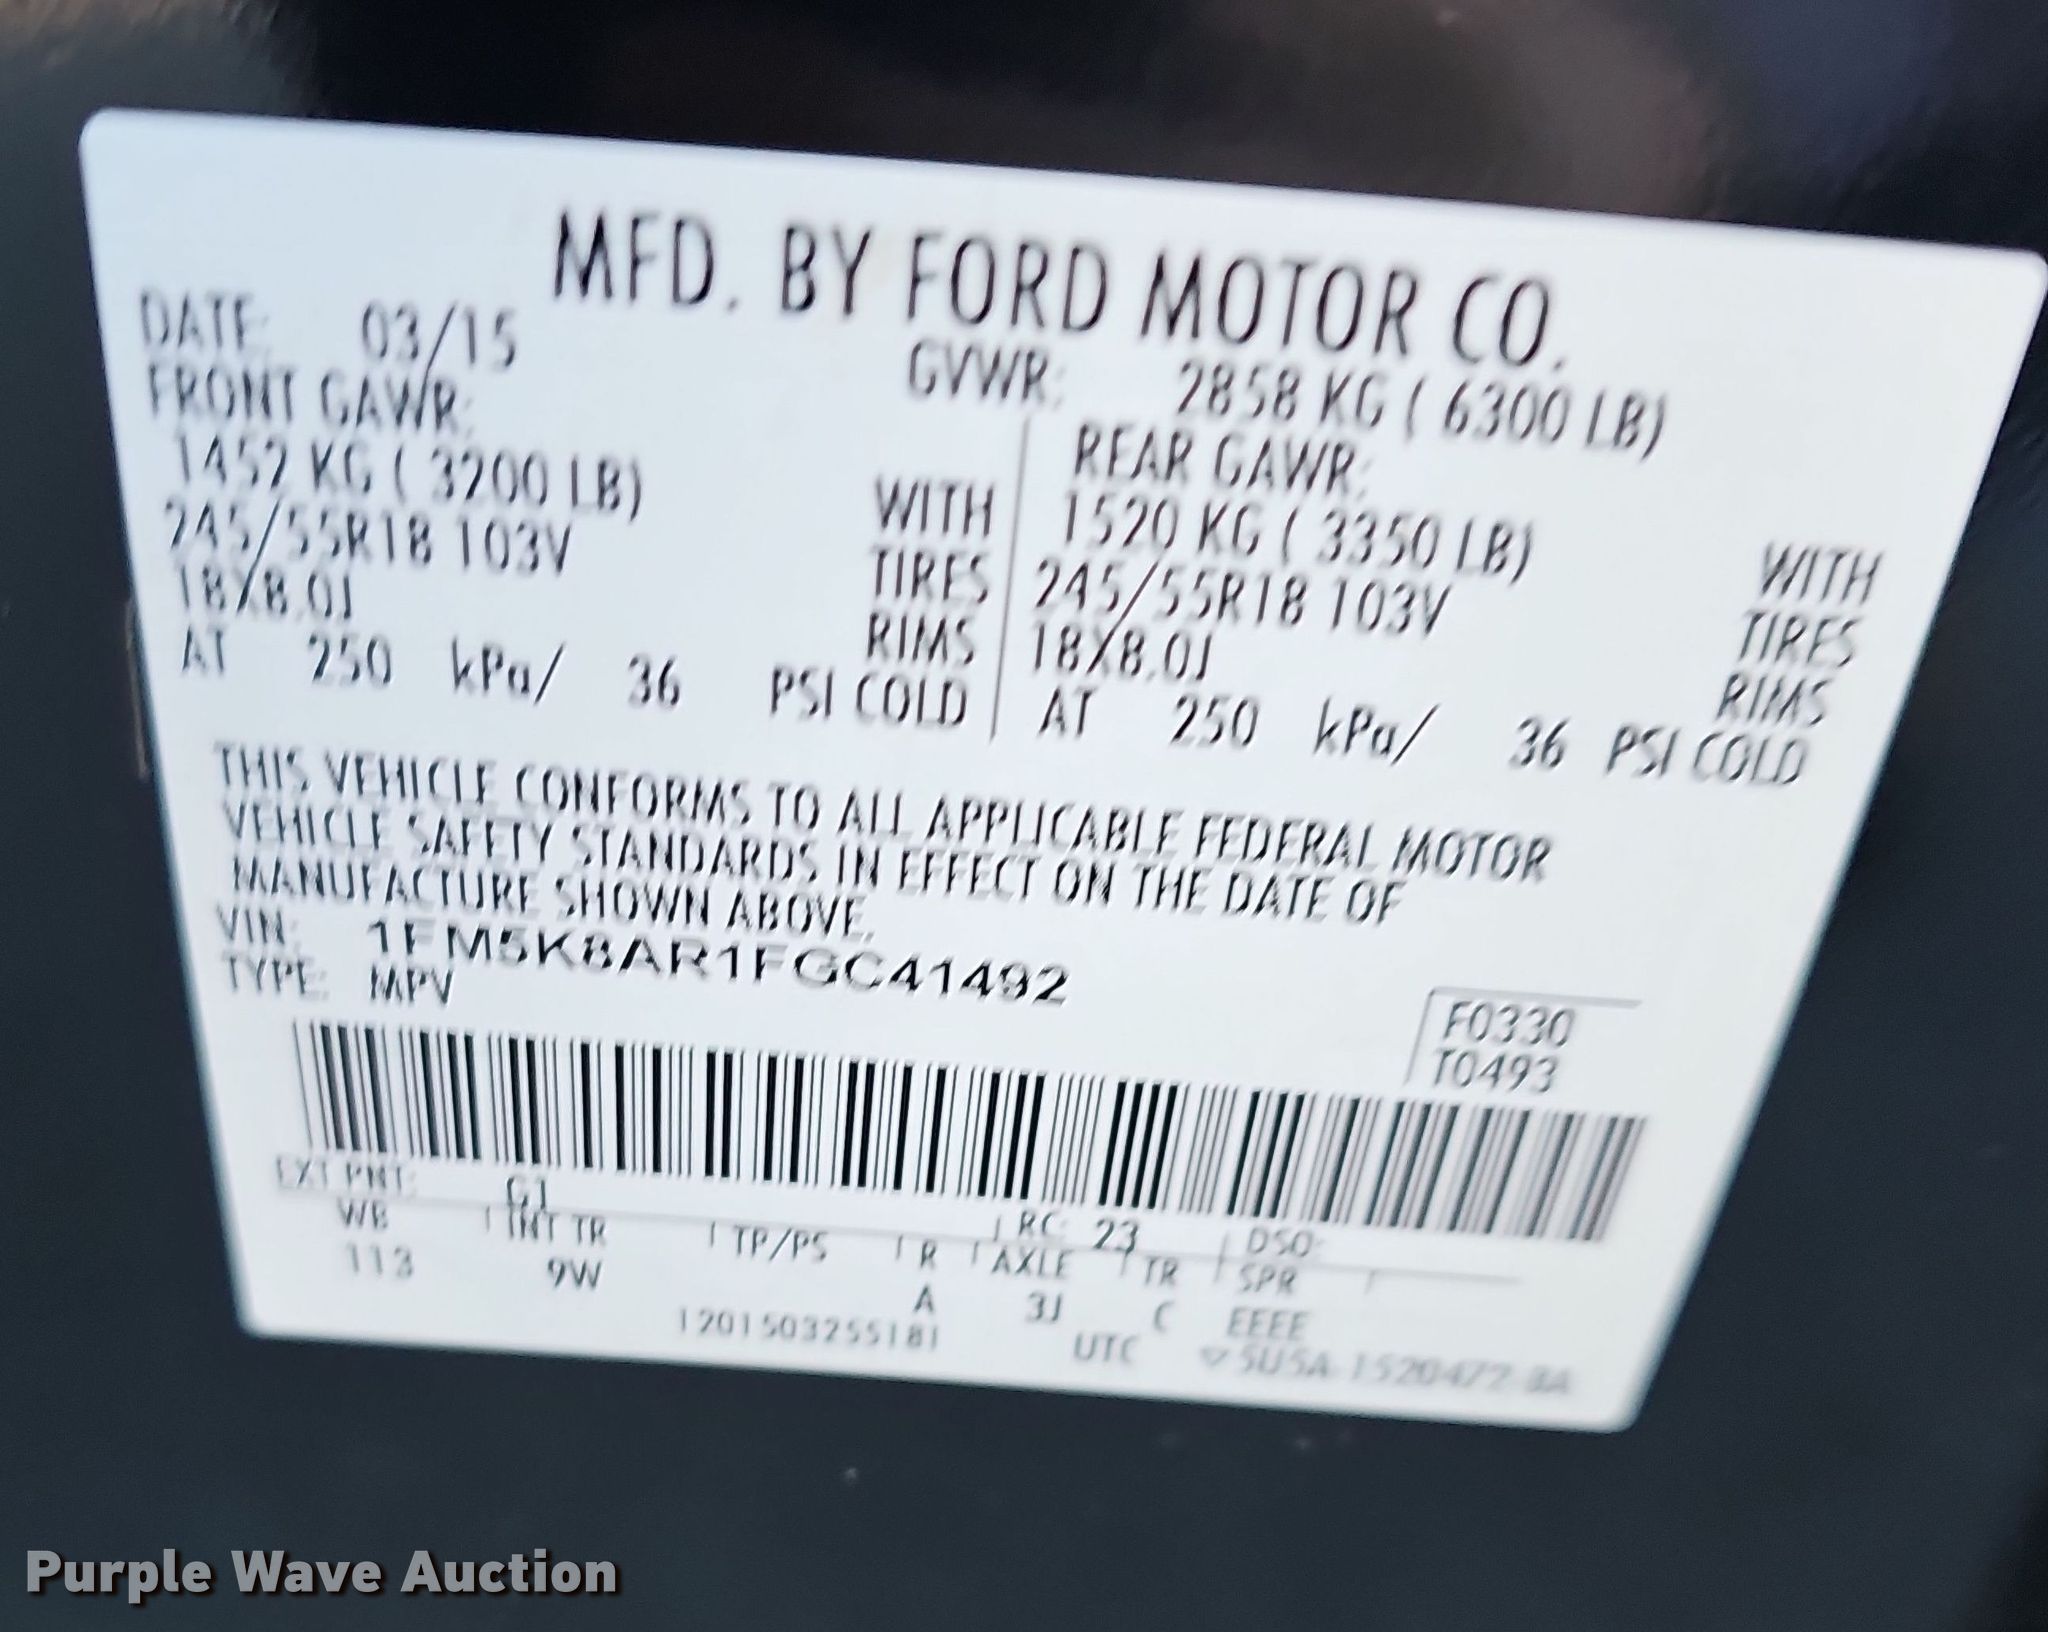 MFD. BY FORD MOTOR CO.
DATE: 03/15 GVWR: 2858 KG ( 6300 LB)
FRONT GAWR: REAR GAWR:
1452 KG ( 3200 LB) WITH 1520 KG ( 3350 LB) WITH
245/55R18 103V TIRES 245/55R18 103V TIRES
18X8.0J RIMS 18X8.0J RIMS
AT 250 kPa/ 36 PSI COLD AT 250 kPa/ 36 PSI COLD
THIS VEHICLE CONFORMS TO ALL APPLICABLE FEDERAL MOTOR
VEHICLE SAFETY STANDARDS IN EFFECT ON THE DATE OF
MANUFACTURE SHOWN ABOVE.
VIN: 1FM5K8AR1FGC41492
TYPE: MPV
F0330
T0493
EXT PNT: G1 RC: 23 DSO:
WB INT TR TP/PS R AXLE TR SPR
113 9W A 3J C EEEE
1201503255181 UTC 5U5A-1520472-BA
Purple Wave Auction